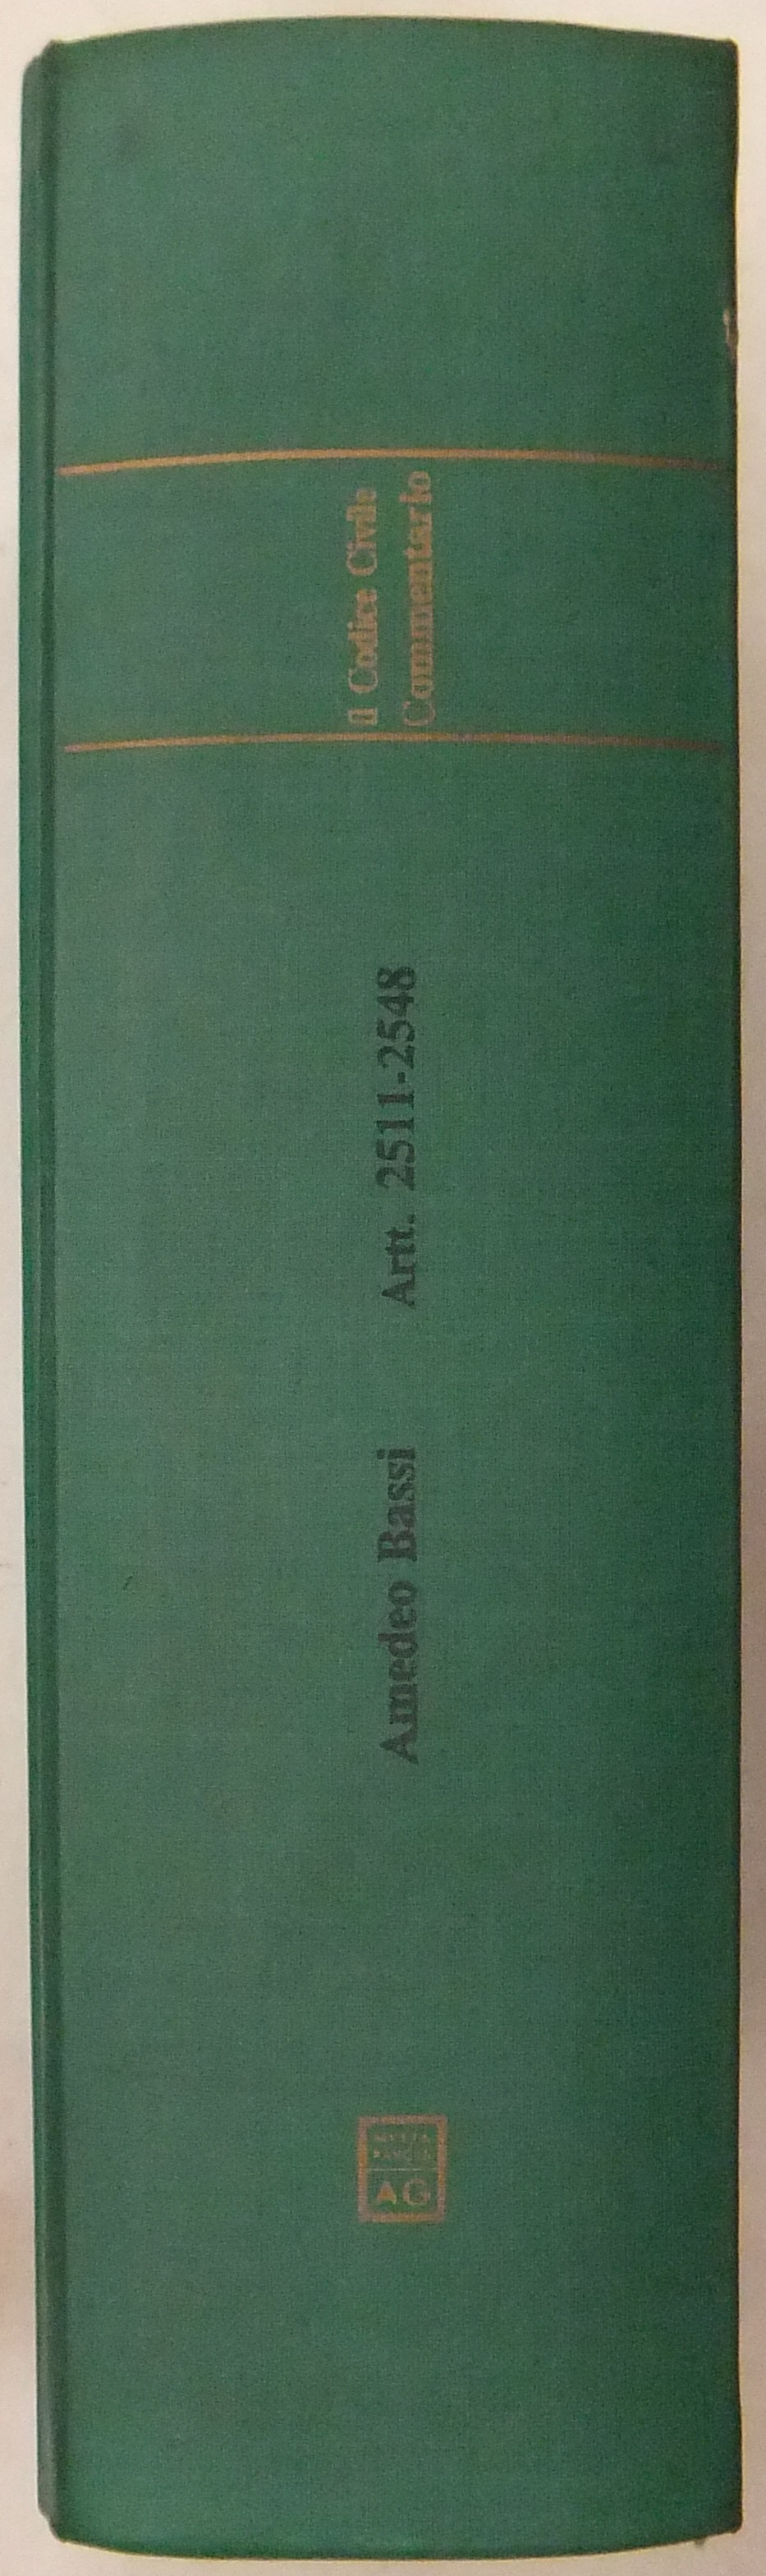 il Codice Civile
Commentario
Amedeo Bassi Artt. 2511-2548
AG